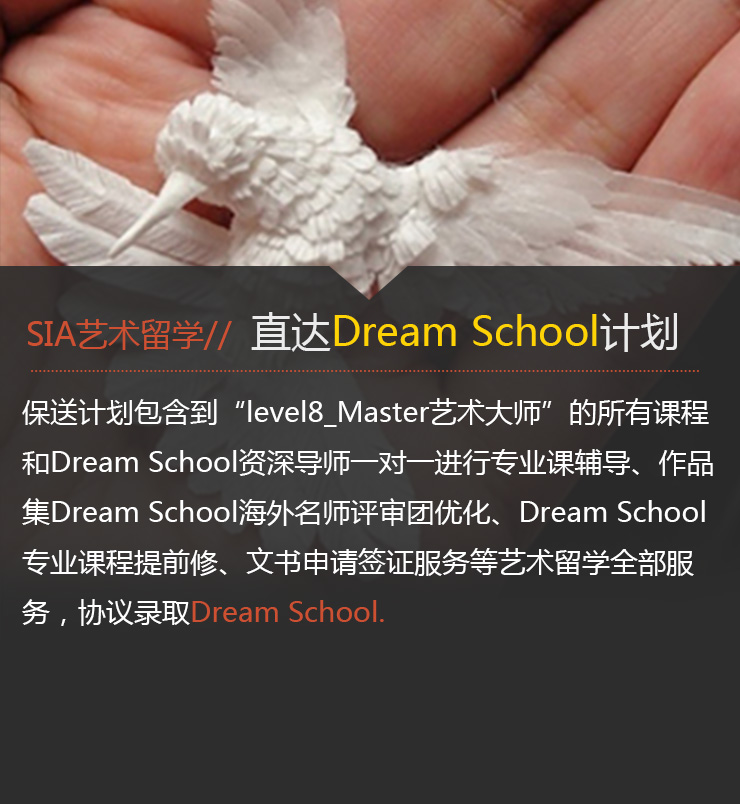 SIA艺术留学// 直达Dream School计划
保送计划包含到“level8_Master艺术大师”的所有课程
和Dream School资深导师一对一进行专业课辅导、作品
集Dream School海外名师评审团优化、Dream School
专业课程提前修、文书申请签证服务等艺术留学全部服
务，协议录取Dream School.